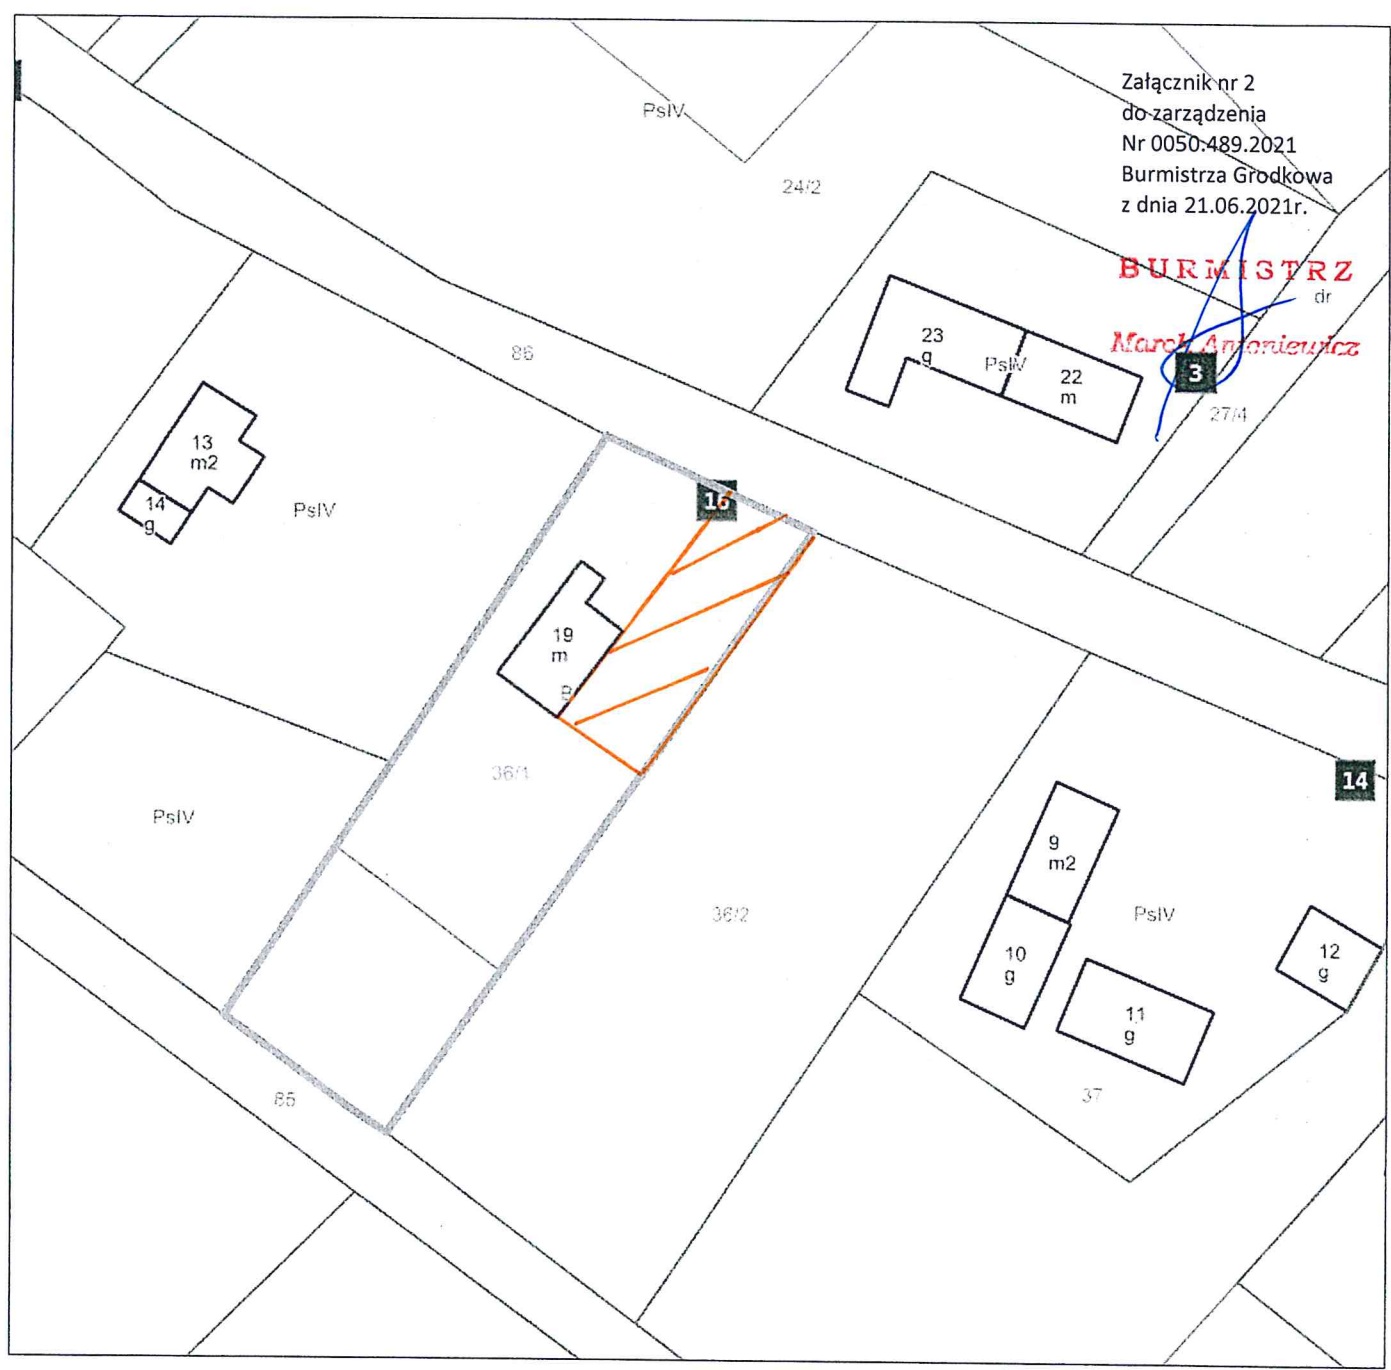 Załącznik nr 2
do zarządzenia
Nr 0050.489.2021
Burmistrza Grodkowa
z dnia 21.06.2021r.
BURMISTRZ
Marek Antoniewicz
PsIV
24/2
dr
23
g
PsIV
22
m
3
27/4
86
13
m2
14
g
PsIV
16
19
m
B
36/1
14
PsIV
9
m2
36/2
PsIV
10
g
12
g
11
g
85
37